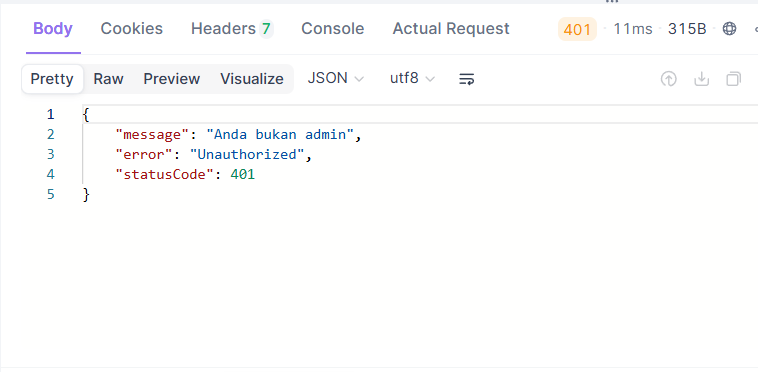 Body Cookies Headers 7 Console Actual Request 401 · 11ms · 315B
Pretty Raw Preview Visualize JSON utf8
1 {
2 "message": "Anda bukan admin",
3 "error": "Unauthorized",
4 "statusCode": 401
5 }